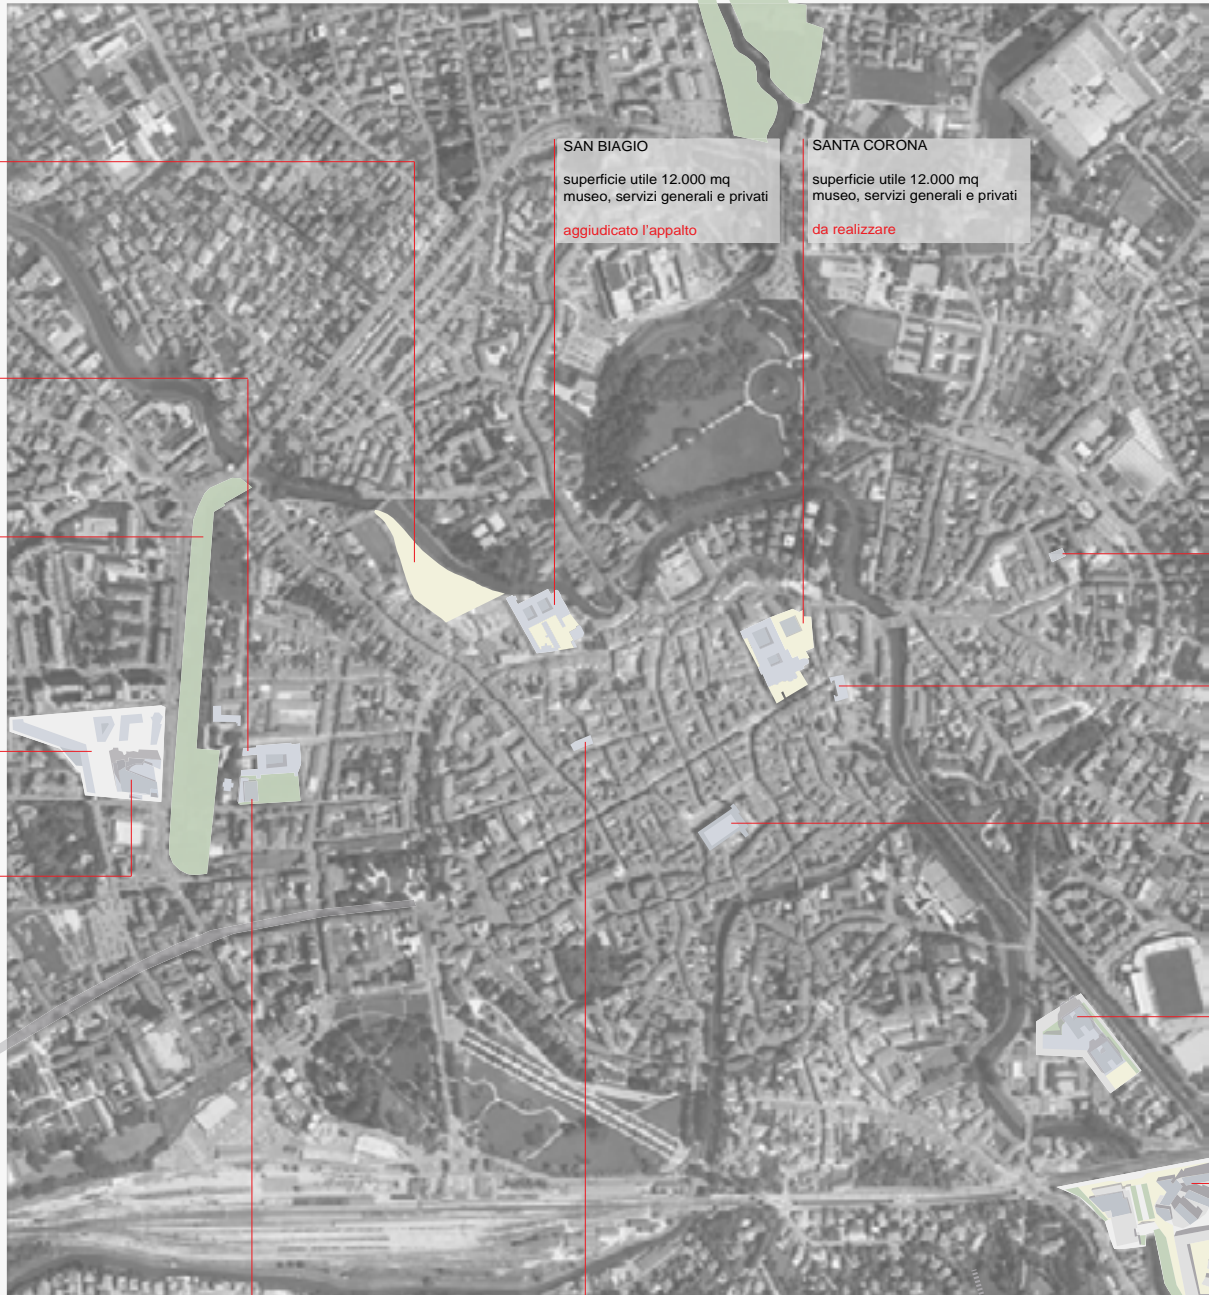 SAN BIAGIO
superficie utile 12.000 mq
museo, servizi generali e privati
aggiudicato l'appalto
SANTA CORONA
superficie utile 12.000 mq
museo, servizi generali e privati
da realizzare